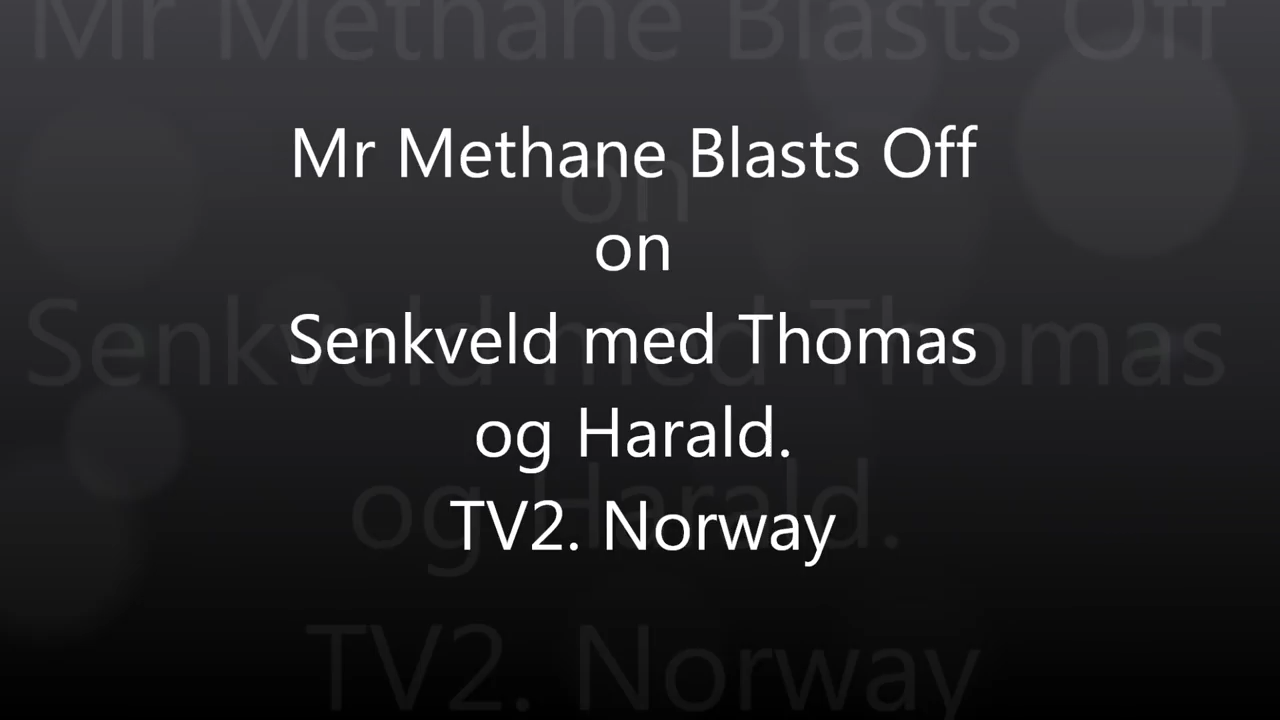 Mr Methane Blasts Off
on
Senkveld med Thomas
og Harald.
TV2. Norway